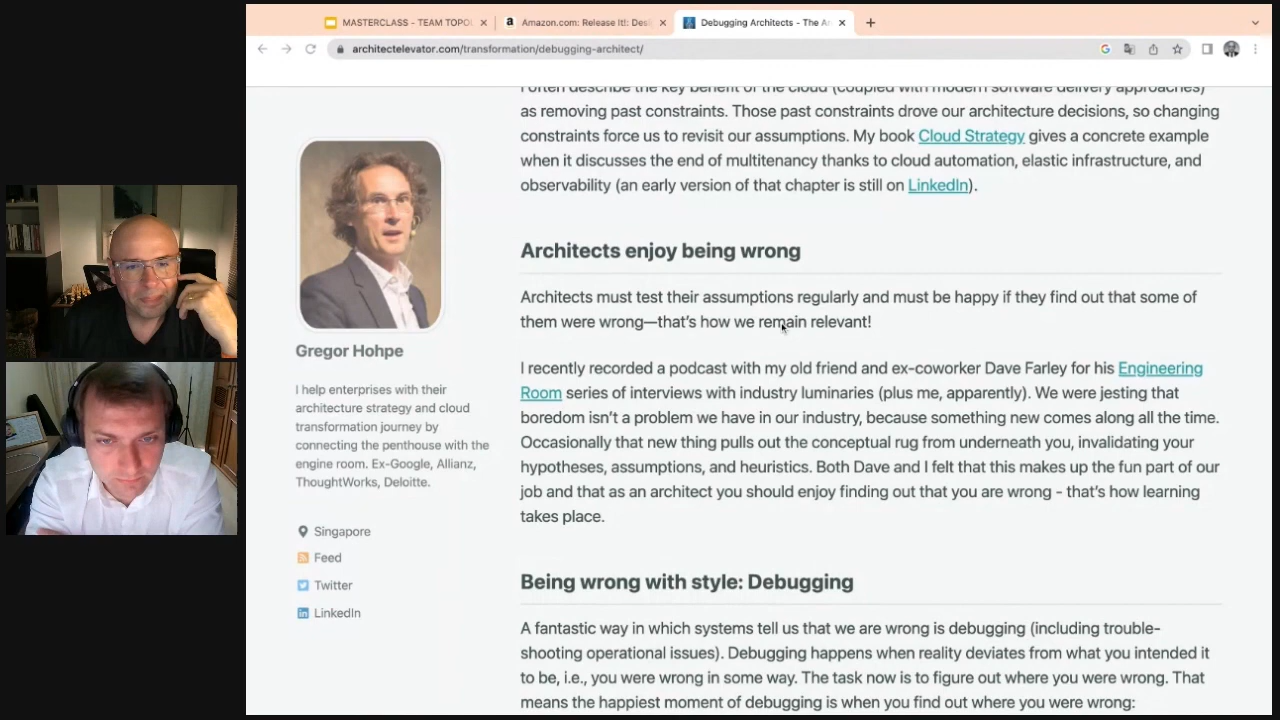 MASTERCLASS - TEAM TOPOL
Amazon.com: Release It!: Desi
Debugging Architects - The Ar
architectelevator.com/transformation/debugging-architect/
I often describe the key benefit of the cloud (coupled with modern software delivery approaches)
as removing past constraints. Those past constraints drove our architecture decisions, so changing
constraints force us to revisit our assumptions. My book Cloud Strategy gives a concrete example
when it discusses the end of multitenancy thanks to cloud automation, elastic infrastructure, and
observability (an early version of that chapter is still on LinkedIn).
Architects enjoy being wrong
Architects must test their assumptions regularly and must be happy if they find out that some of
them were wrong—that’s how we remain relevant!
I recently recorded a podcast with my old friend and ex-coworker Dave Farley for his Engineering
Room series of interviews with industry luminaries (plus me, apparently). We were jesting that
boredom isn’t a problem we have in our industry, because something new comes along all the time.
Occasionally that new thing pulls out the conceptual rug from underneath you, invalidating your
hypotheses, assumptions, and heuristics. Both Dave and I felt that this makes up the fun part of our
job and that as an architect you should enjoy finding out that you are wrong - that’s how learning
takes place.
Being wrong with style: Debugging
A fantastic way in which systems tell us that we are wrong is debugging (including trouble-
shooting operational issues). Debugging happens when reality deviates from what you intended it
to be, i.e., you were wrong in some way. The task now is to figure out where you were wrong. That
means the happiest moment of debugging is when you find out where you were wrong:
Gregor Hohpe
I help enterprises with their
architecture strategy and cloud
transformation journey by
connecting the penthouse with the
engine room. Ex-Google, Allianz,
ThoughtWorks, Deloitte.
Singapore
Feed
Twitter
LinkedIn